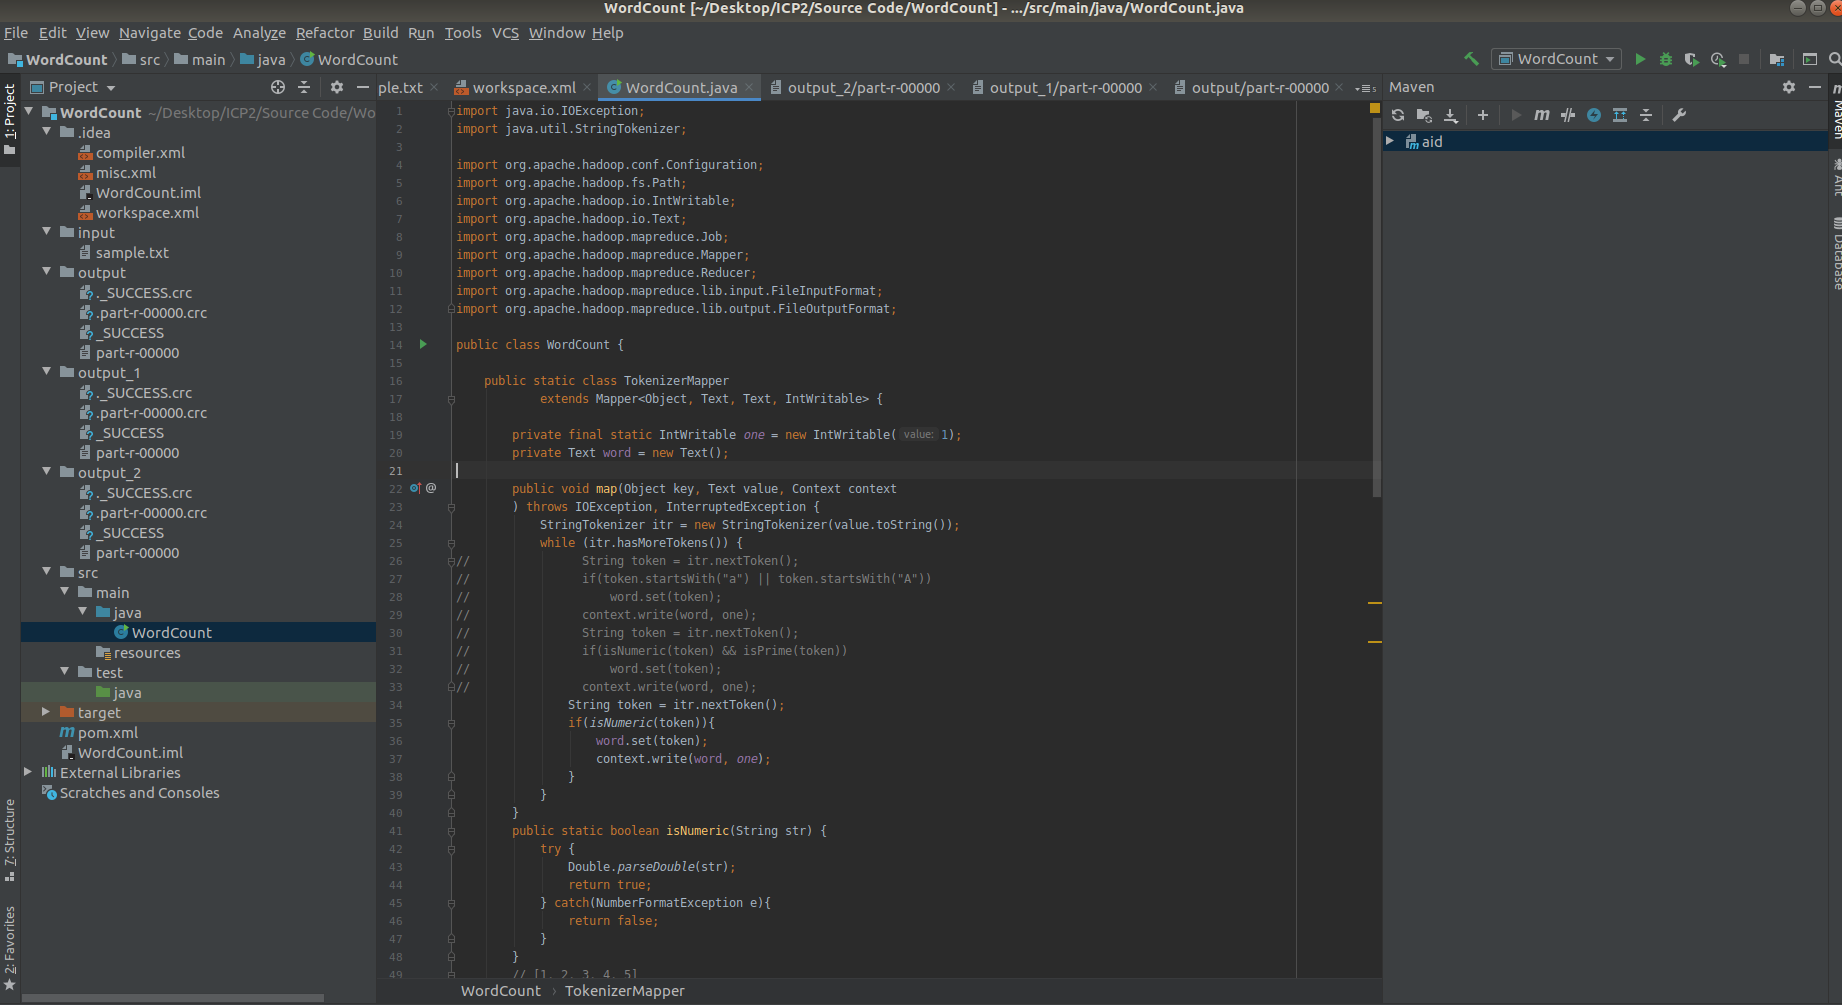 WordCount [~/Desktop/ICP2/Source Code/WordCount] - .../src/main/java/WordCount.java
File Edit View Navigate Code Analyze Refactor Build Run Tools VCS Window Help
WordCount src main java WordCount
WordCount
1: Project
7: Structure
2: Favorites
Project
WordCount ~/Desktop/ICP2/Source Code/Wo
.idea
compiler.xml
misc.xml
WordCount.iml
workspace.xml
input
sample.txt
output
._SUCCESS.crc
.part-r-00000.crc
_SUCCESS
part-r-00000
output_1
._SUCCESS.crc
.part-r-00000.crc
_SUCCESS
part-r-00000
output_2
._SUCCESS.crc
.part-r-00000.crc
_SUCCESS
part-r-00000
src
main
java
WordCount
resources
test
java
target
pom.xml
WordCount.iml
External Libraries
Scratches and Consoles
ple.txt workspace.xml WordCount.java output_2/part-r-00000 output_1/part-r-00000 output/part-r-00000
1 import java.io.IOException;
2 import java.util.StringTokenizer;
3
4 import org.apache.hadoop.conf.Configuration;
5 import org.apache.hadoop.fs.Path;
6 import org.apache.hadoop.io.IntWritable;
7 import org.apache.hadoop.io.Text;
8 import org.apache.hadoop.mapreduce.Job;
9 import org.apache.hadoop.mapreduce.Mapper;
10 import org.apache.hadoop.mapreduce.Reducer;
11 import org.apache.hadoop.mapreduce.lib.input.FileInputFormat;
12 import org.apache.hadoop.mapreduce.lib.output.FileOutputFormat;
13
14 public class WordCount {
15
16 public static class TokenizerMapper
17 extends Mapper<Object, Text, Text, IntWritable> {
18
19 private final static IntWritable one = new IntWritable( value: 1);
20 private Text word = new Text();
21
22 @ public void map(Object key, Text value, Context context
23 ) throws IOException, InterruptedException {
24 StringTokenizer itr = new StringTokenizer(value.toString());
25 while (itr.hasMoreTokens()) {
26 // String token = itr.nextToken();
27 // if(token.startsWith("a") || token.startsWith("A"))
28 // word.set(token);
29 // context.write(word, one);
30 // String token = itr.nextToken();
31 // if(isNumeric(token) && isPrime(token))
32 // word.set(token);
33 // context.write(word, one);
34 String token = itr.nextToken();
35 if(isNumeric(token)){
36 word.set(token);
37 context.write(word, one);
38 }
39 }
40 }
41 public static boolean isNumeric(String str) {
42 try {
43 Double.parseDouble(str);
44 return true;
45 } catch(NumberFormatException e){
46 return false;
47 }
48 }
49 // [1, 2, 3, 4, 5]
WordCount TokenizerMapper
Maven
aid
Maven
Ant
Database